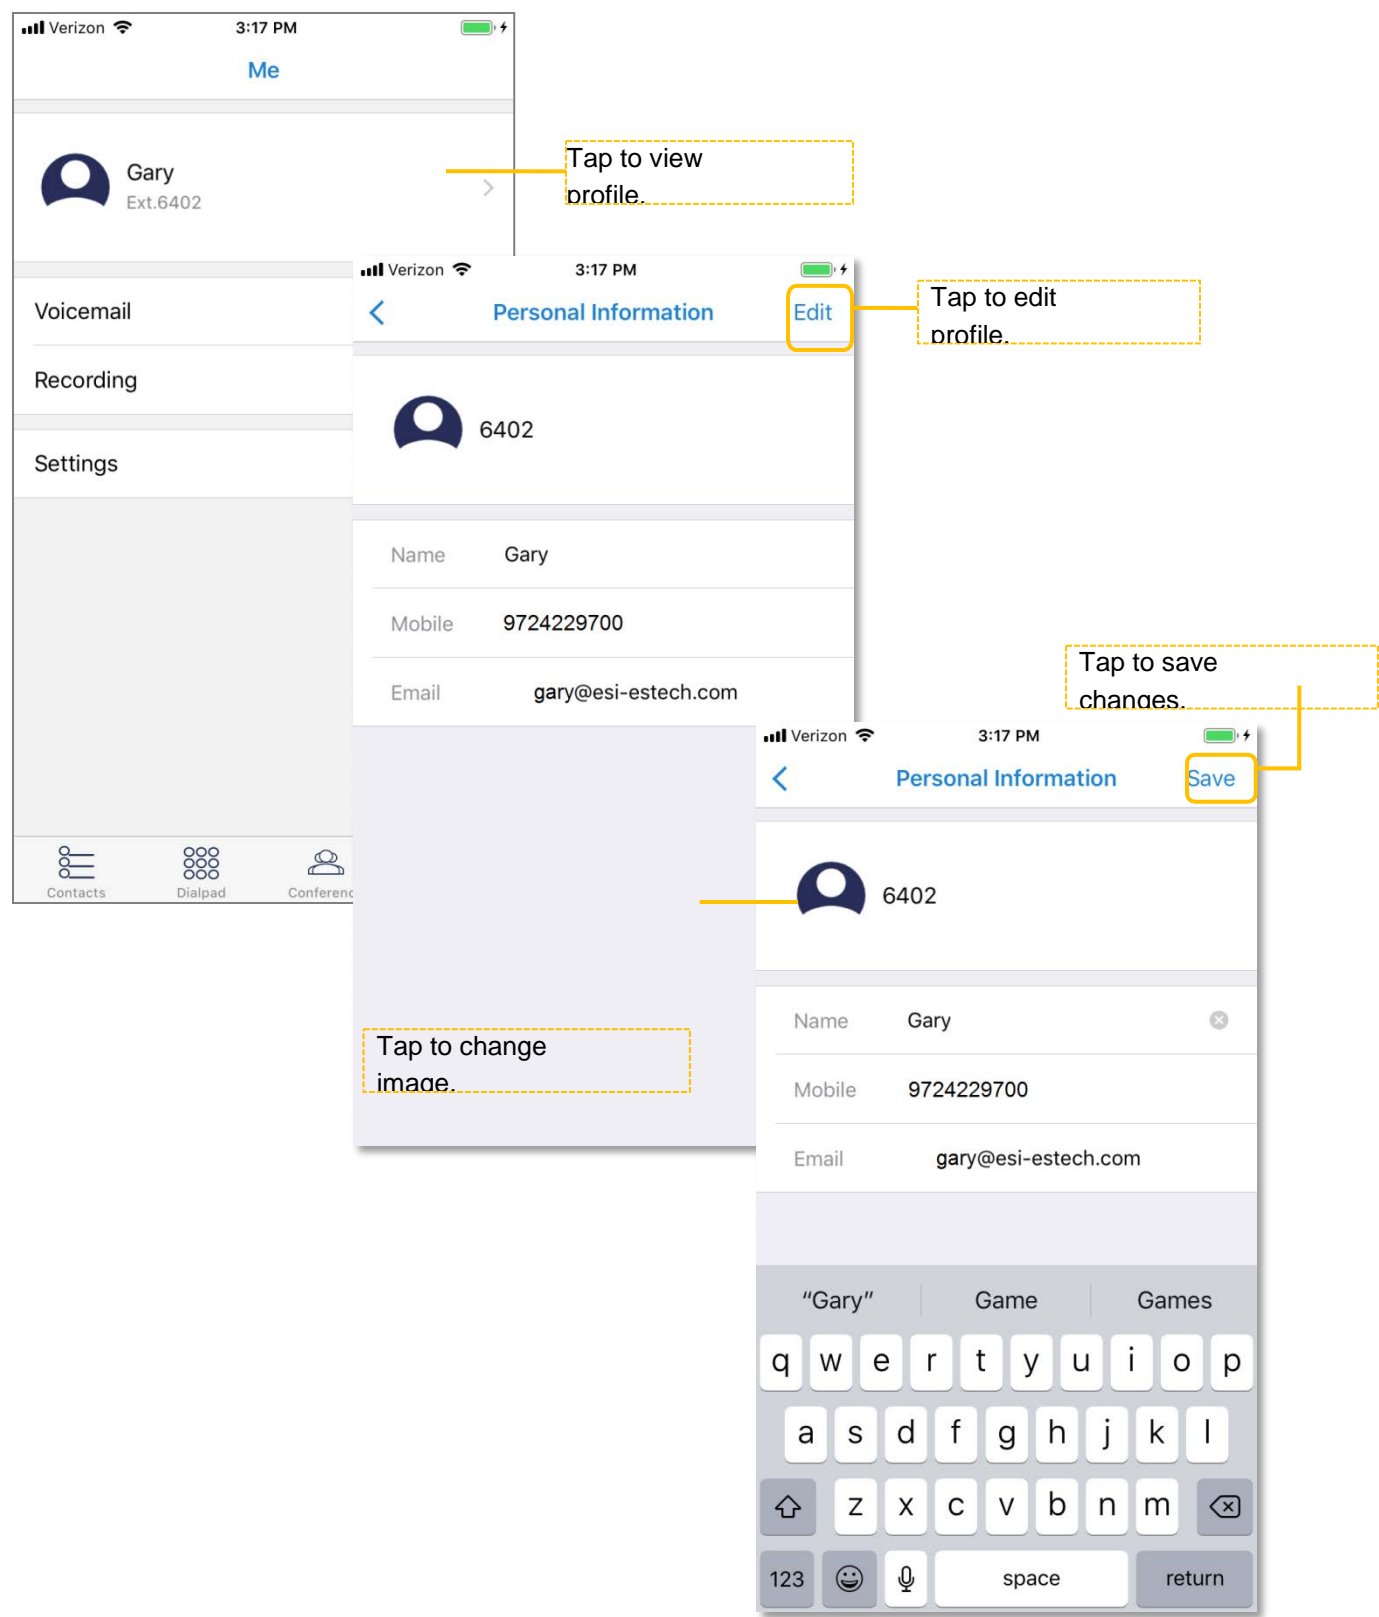 Verizon 3:17 PM
Me
Gary
Ext.6402
Tap to view
profile.
Voicemail
Recording
Settings
Contacts Dialpad Conferenc
Verizon 3:17 PM
Personal Information Edit
Tap to edit
profile.
6402
Name Gary
Mobile 9724229700
Email gary@esi-estech.com
Tap to save
changes.
Tap to change
image.
Verizon 3:17 PM
Personal Information Save
6402
Name Gary
Mobile 9724229700
Email gary@esi-estech.com
“Gary” Game Games
q w e r t y u i o p
a s d f g h j k l
z x c v b n m
123 space return